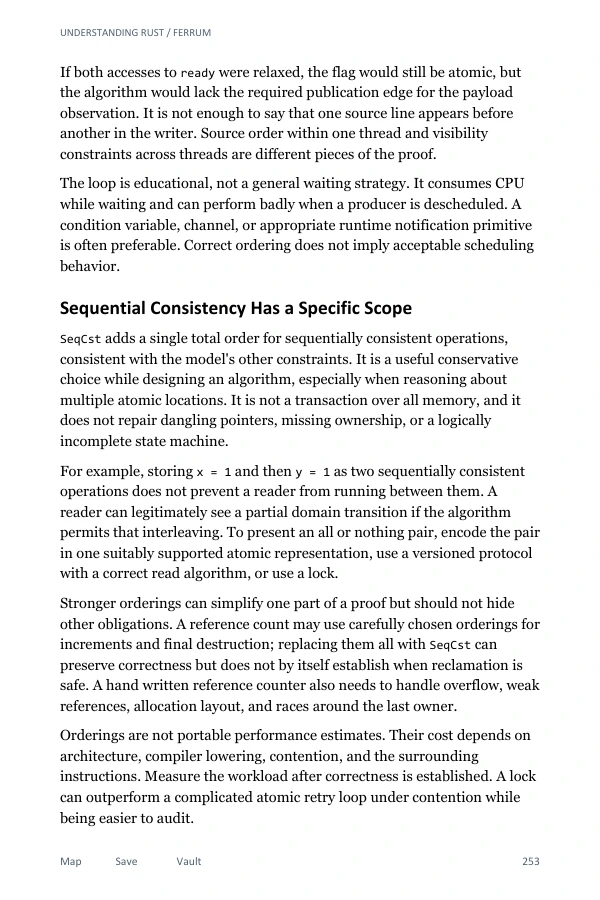 UNDERSTANDING RUST / FERRUM
If both accesses to ready were relaxed, the flag would still be atomic, but
the algorithm would lack the required publication edge for the payload
observation. It is not enough to say that one source line appears before
another in the writer. Source order within one thread and visibility
constraints across threads are different pieces of the proof.
The loop is educational, not a general waiting strategy. It consumes CPU
while waiting and can perform badly when a producer is descheduled. A
condition variable, channel, or appropriate runtime notification primitive
is often preferable. Correct ordering does not imply acceptable scheduling
behavior.
Sequential Consistency Has a Specific Scope
SeqCst adds a single total order for sequentially consistent operations,
consistent with the model's other constraints. It is a useful conservative
choice while designing an algorithm, especially when reasoning about
multiple atomic locations. It is not a transaction over all memory, and it
does not repair dangling pointers, missing ownership, or a logically
incomplete state machine.
For example, storing x = 1 and then y = 1 as two sequentially consistent
operations does not prevent a reader from running between them. A
reader can legitimately see a partial domain transition if the algorithm
permits that interleaving. To present an all or nothing pair, encode the pair
in one suitably supported atomic representation, use a versioned protocol
with a correct read algorithm, or use a lock.
Stronger orderings can simplify one part of a proof but should not hide
other obligations. A reference count may use carefully chosen orderings for
increments and final destruction; replacing them all with SeqCst can
preserve correctness but does not by itself establish when reclamation is
safe. A hand written reference counter also needs to handle overflow, weak
references, allocation layout, and races around the last owner.
Orderings are not portable performance estimates. Their cost depends on
architecture, compiler lowering, contention, and the surrounding
instructions. Measure the workload after correctness is established. A lock
can outperform a complicated atomic retry loop under contention while
being easier to audit.
Map Save Vault 253